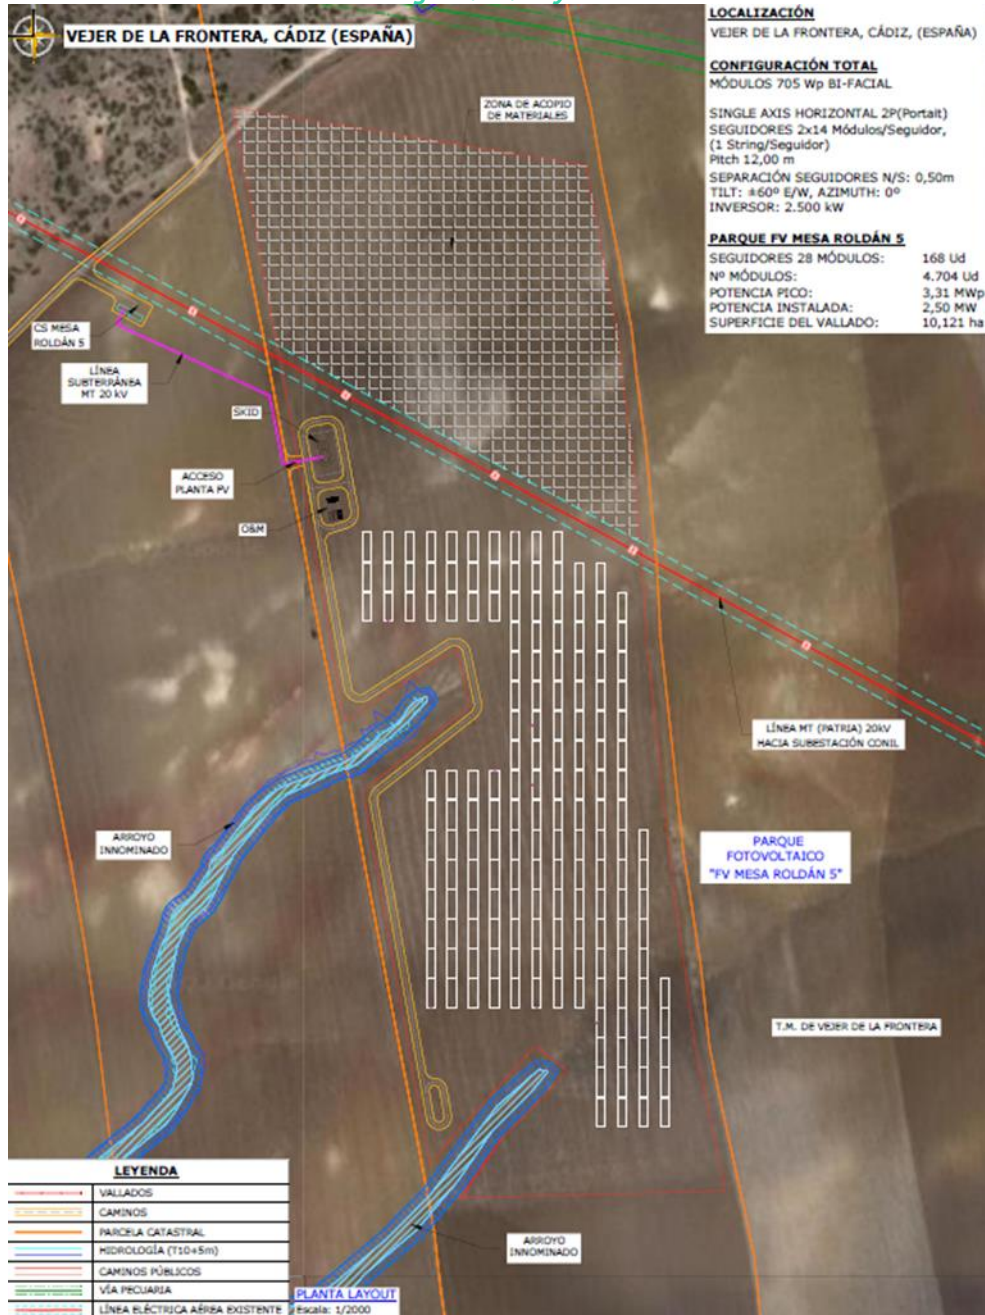 VEJER DE LA FRONTERA, CÁDIZ (ESPAÑA)
LOCALIZACIÓN
VEJER DE LA FRONTERA, CÁDIZ, (ESPAÑA)
CONFIGURACIÓN TOTAL
MÓDULOS 705 Wp BI-FACIAL
SINGLE AXIS HORIZONTAL 2P(Portait)
SEGUIDORES 2x14 Módulos/Seguidor,
(1 String/Seguidor)
Pitch 12,00 m
SEPARACIÓN SEGUIDORES N/S: 0,50m
TILT: ±60º E/W, AZIMUTH: 0º
INVERSOR: 2.500 kW
PARQUE FV MESA ROLDÁN 5
SEGUIDORES 28 MÓDULOS: 168 Ud
Nº MÓDULOS: 4.704 Ud
POTENCIA PICO: 3,31 MWp
POTENCIA INSTALADA: 2,50 MW
SUPERFICIE DEL VALLADO: 10,121 ha
ZONA DE ACOPIO
DE MATERIALES
CS MESA
ROLDÁN 5
LÍNEA
SUBTERRÁNEA
MT 20 kV
SKID
ACCESO
PLANTA FV
O&M
LÍNEA MT (PATRIA) 20kV
HACIA SUBESTACIÓN CONIL
ARROYO
INNOMINADO
PARQUE
FOTOVOLTAICO
"FV MESA ROLDÁN 5"
T.M. DE VEJER DE LA FRONTERA
ARROYO
INNOMINADO
LEYENDA
VALLADOS
CAMINOS
PARCELA CATASTRAL
HIDROLOGÍA (T10+5m)
CAMINOS PÚBLICOS
VÍA PECUARIA
LÍNEA ELÉCTRICA AÉREA EXISTENTE
PLANTA LAYOUT
Escala: 1/2000